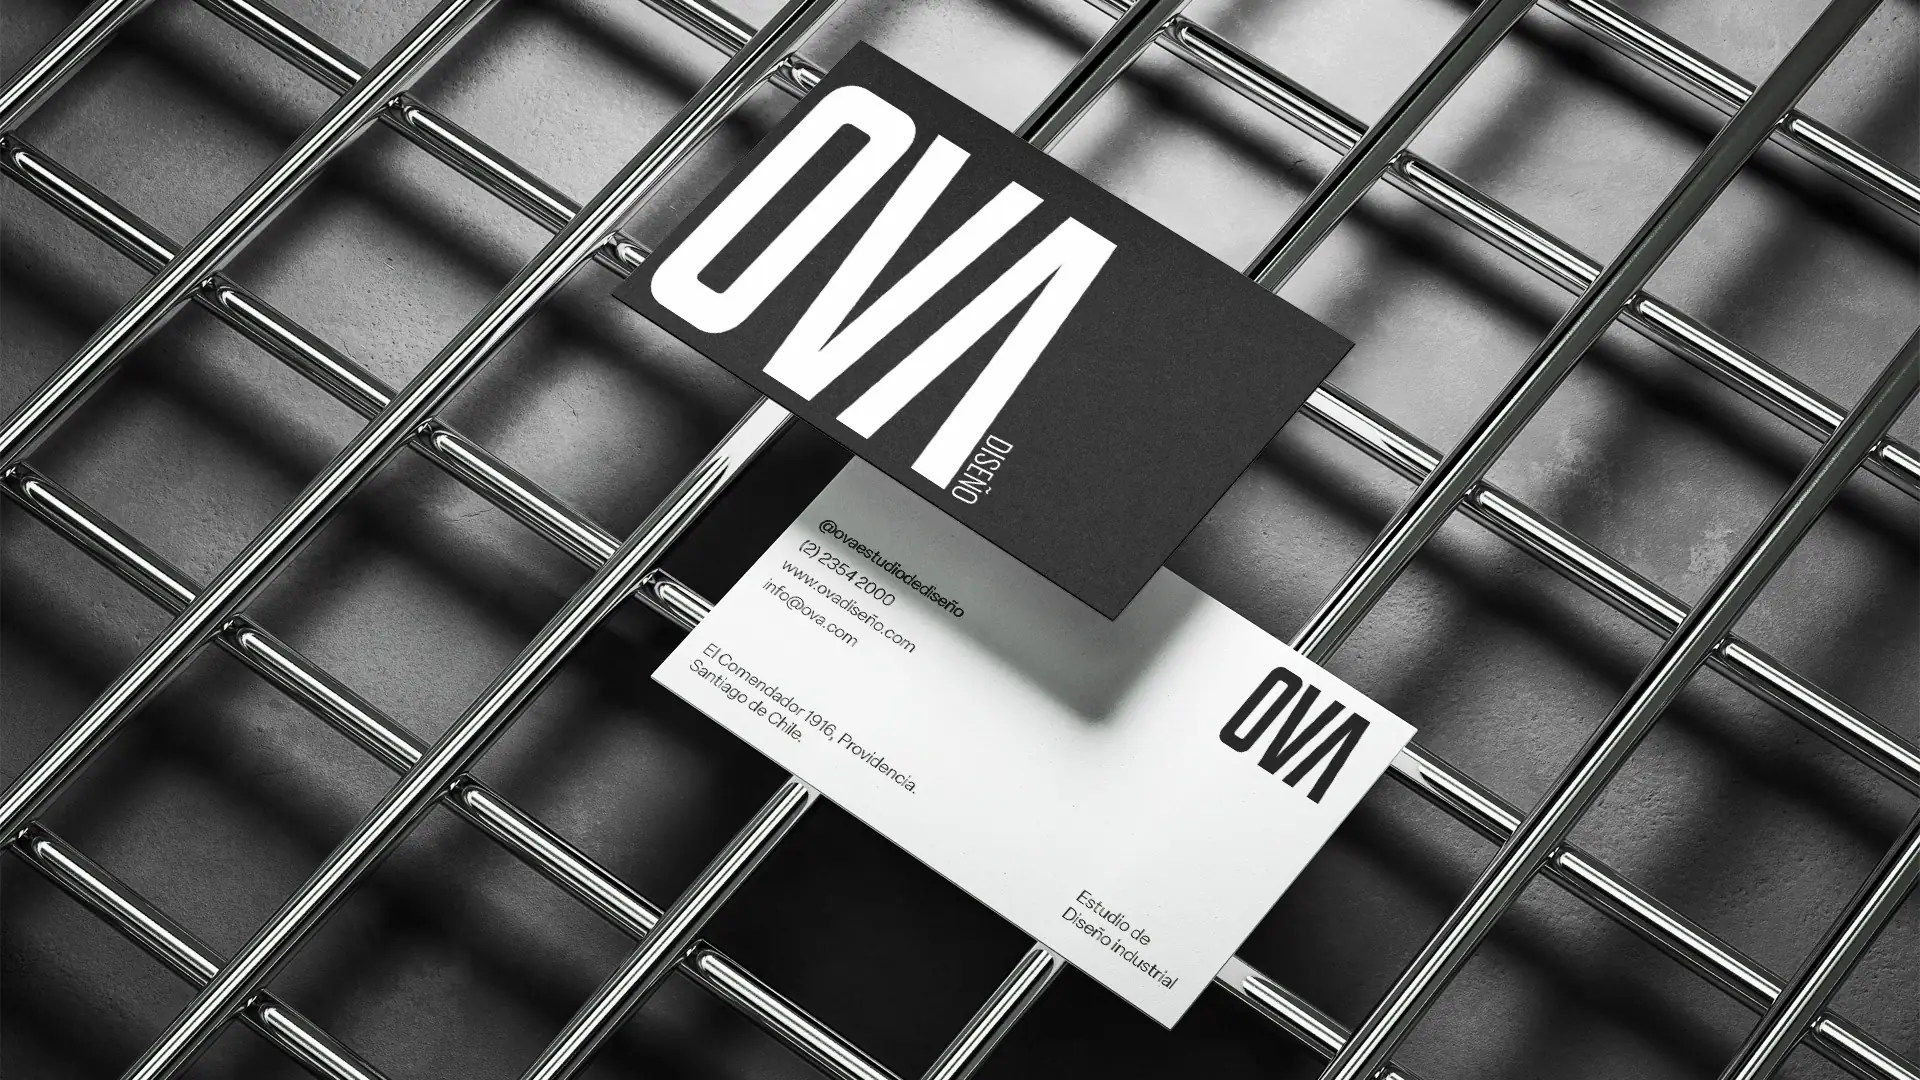 OVA
DISEÑO
@ovaestudiodediseño
(2) 2354 2000
www.ovadiseño.com
info@ova.com
El Comendador 1916, Providencia.
Santiago de Chile.
OVA
Estudio de
Diseño industrial